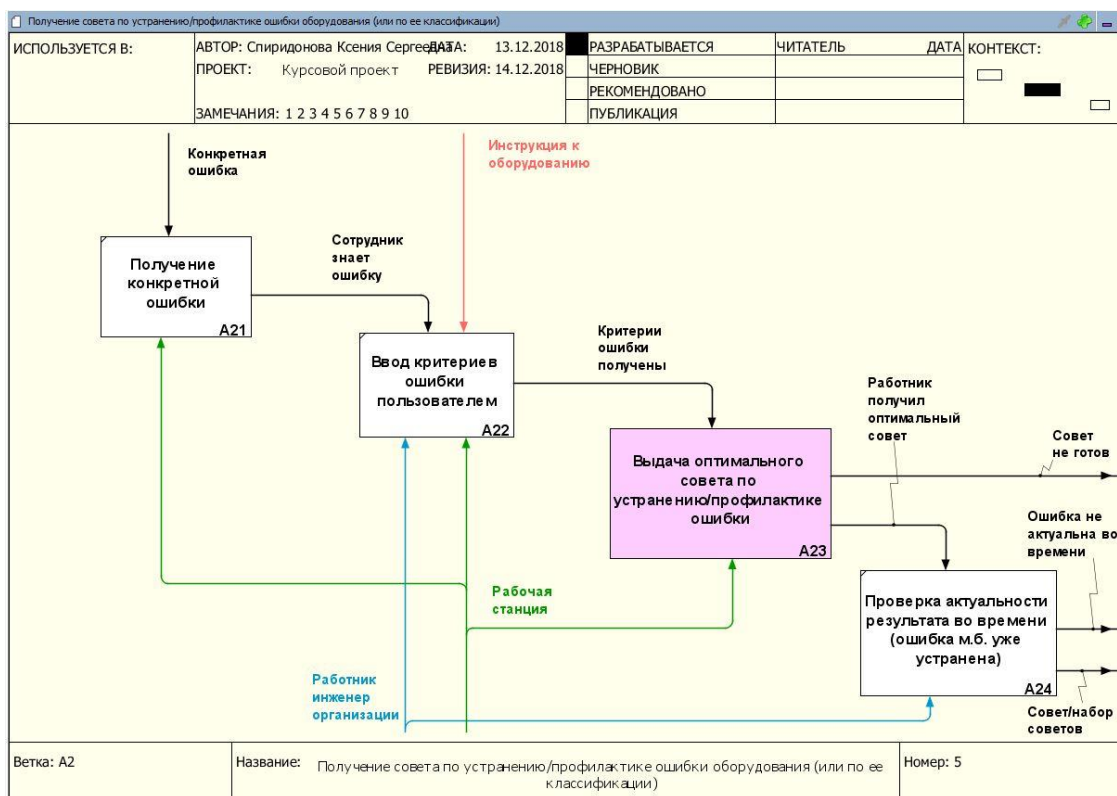 Получение совета по устранению/профилактике ошибки оборудования (или по ее классификации)
ИСПОЛЬЗУЕТСЯ В:
АВТОР: Спиридонова Ксения Сергеевна
ДАТА: 13.12.2018
ПРОЕКТ: Курсовой проект
РЕВИЗИЯ: 14.12.2018
ЗАМЕЧАНИЯ: 1 2 3 4 5 6 7 8 9 10
РАЗРАБАТЫВАЕТСЯ
ЧЕРНОВИК
РЕКОМЕНДОВАНО
ПУБЛИКАЦИЯ
ЧИТАТЕЛЬ
ДАТА
КОНТЕКСТ:
Конкретная
ошибка
Инструкция к
оборудованию
Получение
конкретной
ошибки
A21
Сотрудник
знает
ошибку
Ввод критериев
ошибки
пользователем
A22
Критерии
ошибки
получены
Работник
получил
оптимальный
совет
Выдача оптимального
совета по
устранению/профилактике
ошибки
A23
Совет
не готов
Ошибка не
актуальна во
времени
Рабочая
станция
Проверка актуальности
результата во времени
(ошибка м.б. уже
устранена)
A24
Работник
инженер
организации
Совет/набор
советов
Ветка: A2
Название: Получение совета по устранению/профилактике ошибки оборудования (или по ее
классификации)
Номер: 5